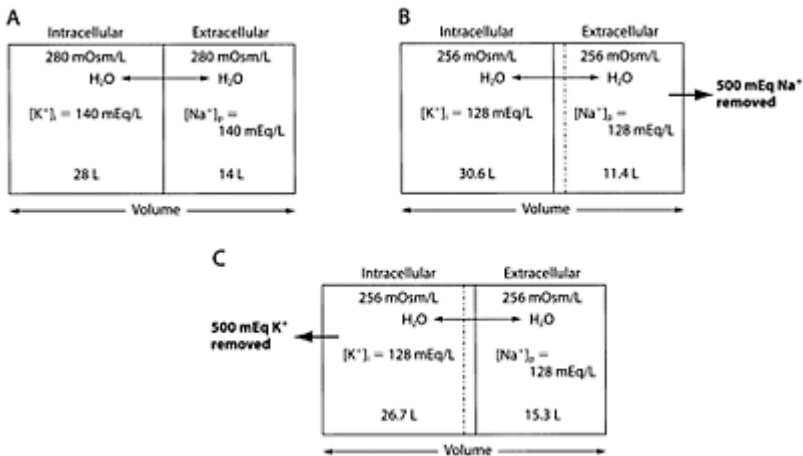 A
Intracellular Extracellular
280 mOsm/L 280 mOsm/L
H₂O H₂O
[K⁺]ᵢ = 140 mEq/L [Na⁺]ₚ =
140 mEq/L
28 L 14 L
Volume
B
Intracellular Extracellular
256 mOsm/L 256 mOsm/L
H₂O H₂O
500 mEq Na⁺
removed
[K⁺]ᵢ = 128 mEq/L [Na⁺]ₚ =
128 mEq/L
30.6 L 11.4 L
Volume
C
Intracellular Extracellular
256 mOsm/L 256 mOsm/L
H₂O H₂O
500 mEq K⁺
removed
[K⁺]ᵢ = 128 mEq/L [Na⁺]ₚ =
128 mEq/L
26.7 L 15.3 L
Volume